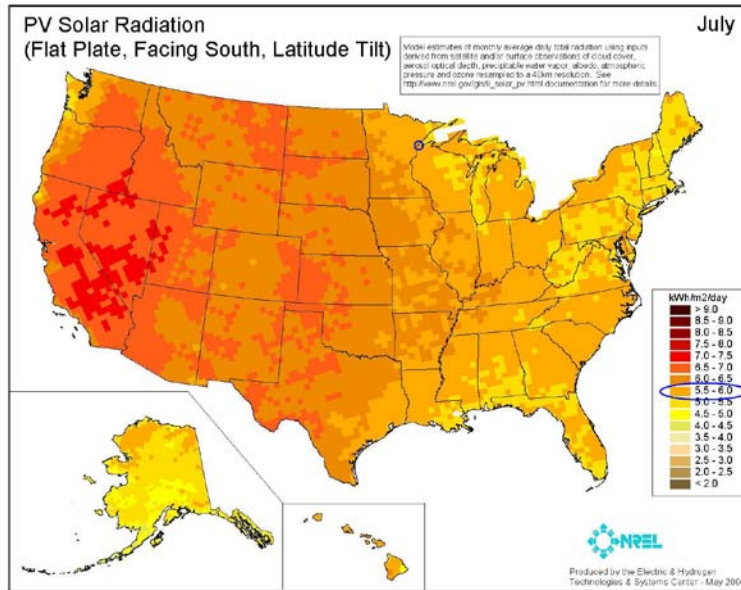 PV Solar Radiation
(Flat Plate, Facing South, Latitude Tilt)
July
Model estimates of monthly average daily total radiation using inputs
derived from satellite and/or surface observations of cloud cover,
aerosol optical depth, precipitable water vapor, albedo, atmospheric
pressure and ozone resampled to a 40km resolution. See
documentation for more details.
kWh/m2/day
> 9.0
8.5 - 9.0
8.0 - 8.5
7.5 - 8.0
7.0 - 7.5
6.5 - 7.0
6.0 - 6.5
5.5 - 6.0
5.0 - 5.5
4.5 - 5.0
4.0 - 4.5
3.5 - 4.0
3.0 - 3.5
2.5 - 3.0
2.0 - 2.5
< 2.0
NREL
Produced by the Electric & Hydrogen
Technologies & Systems Center - May